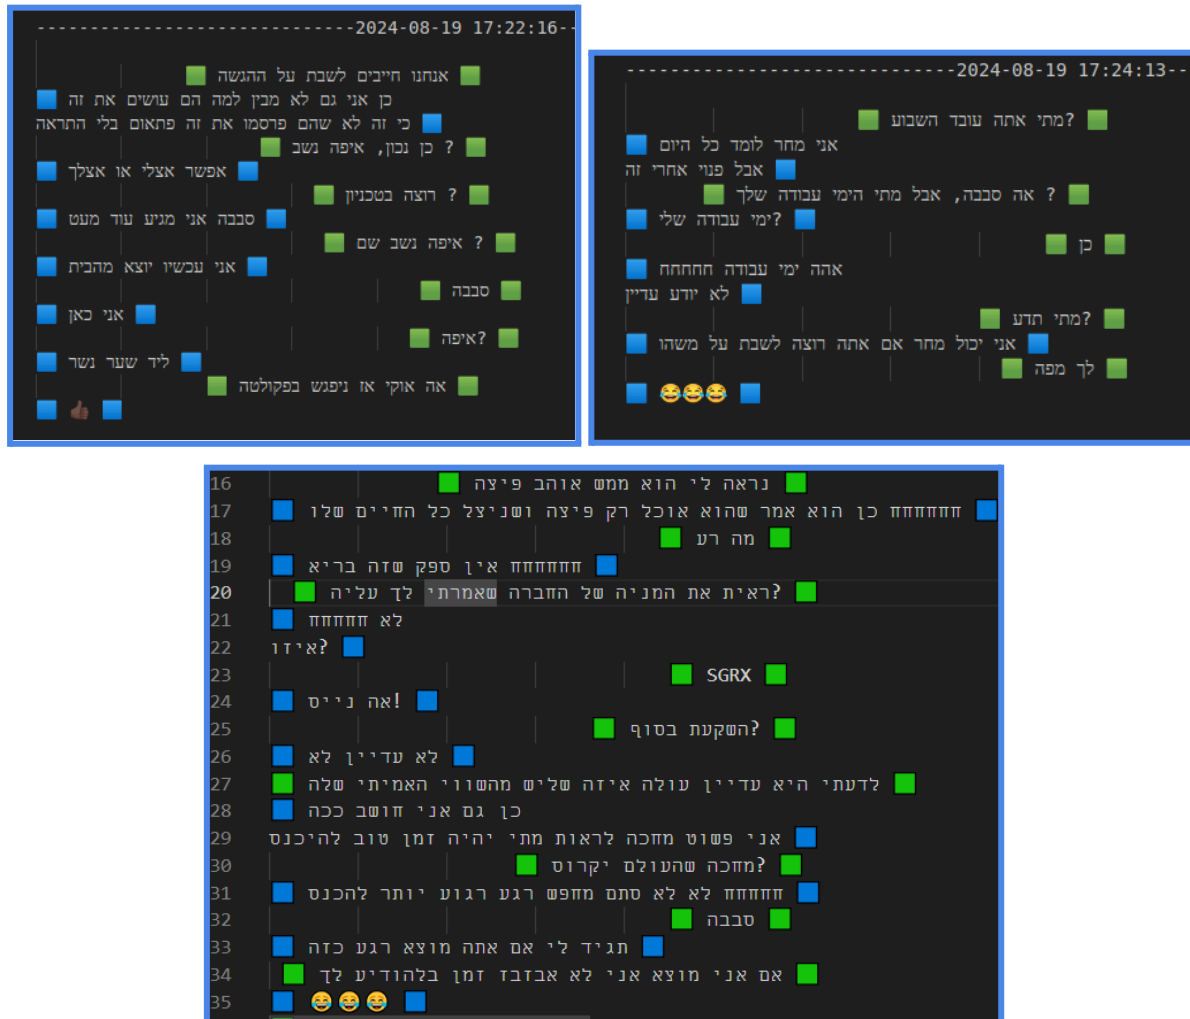 -------------------------------2024-08-19 17:22:16--
🟩 אנחנו חייבים לשבת על ההגשה 🟩
כן אני גם לא מבין למה הם עושים את זה 🟦
🟦 כי זה לא שהם פרסמו את זה פתאום בלי התראה
🟩 כן נכון, איפה נשב ? 🟩
🟦 אפשר אצלי או אצלך 🟦
🟩 רוצה בטכניון ? 🟩
🟦 סבבה אני מגיע עוד מעט 🟦
🟩 איפה נשב שם ? 🟩
🟦 אני עכשיו יוצא מהבית 🟦
🟩 סבבה 🟩
🟦 אני כאן 🟦
🟩 איפה? 🟩
🟦 ליד שער נשר 🟦
🟩 אה אוקי אז ניפגש בפקולטה 🟩
🟦 👍🏿 🟦
--------------------------------2024-08-19 17:24:13--
🟩 מתי אתה עובד השבוע? 🟩
אני מחר לומד כל היום 🟦
🟦 אבל פנוי אחרי זה
🟩 אה סבבה, אבל מתי הימי עבודה שלך ? 🟩
🟦 ימי עבודה שלי? 🟦
🟩 כן 🟩
אהה ימי עבודה חחחחח 🟦
🟦 לא יודע עדיין
🟩 מתי תדע? 🟩
🟦 אני יכול מחר אם אתה רוצה לשבת על משהו 🟦
🟩 לך מפה 🟩
🟦 😂😂😂 🟦
16 🟩 נראה לי הוא ממש אוהב פיצה 🟩
17 🟦 חחחחחח כן הוא אמר שהוא אוכל רק פיצה ושניצל כל החיים שלו 🟦
18 🟩 מה רע 🟩
19 🟦 חחחחחח אין ספק שזה בריא 🟦
20 🟩 ראית את המניה של החברה שאמרתי לך עליה? 🟩
21 לא חחחחח 🟦
22 🟦 איזו?
23 🟩 SGRX 🟩
24 🟦 אה נייס! 🟦
25 🟩 השקעת בסוף? 🟩
26 🟦 לא עדיין לא 🟦
27 🟩 לדעתי היא עדיין עולה איזה שליש מהשווי האמיתי שלה 🟩
28 כן גם אני חושב ככה 🟦
29 🟦 אני פשוט מחכה לראות מתי יהיה זמן טוב להיכנס
30 🟩 מחכה שהעולם יקרוס? 🟩
31 🟦 חחחחח לא לא סתם מחפש רגע רגוע יותר להכנס 🟦
32 🟩 סבבה 🟩
33 🟦 תגיד לי אם אתה מוצא רגע כזה 🟦
34 🟩 אם אני מוצא אני לא אבזבז זמן בלהודיע לך 🟩
35 🟦 😂😂😂 🟦